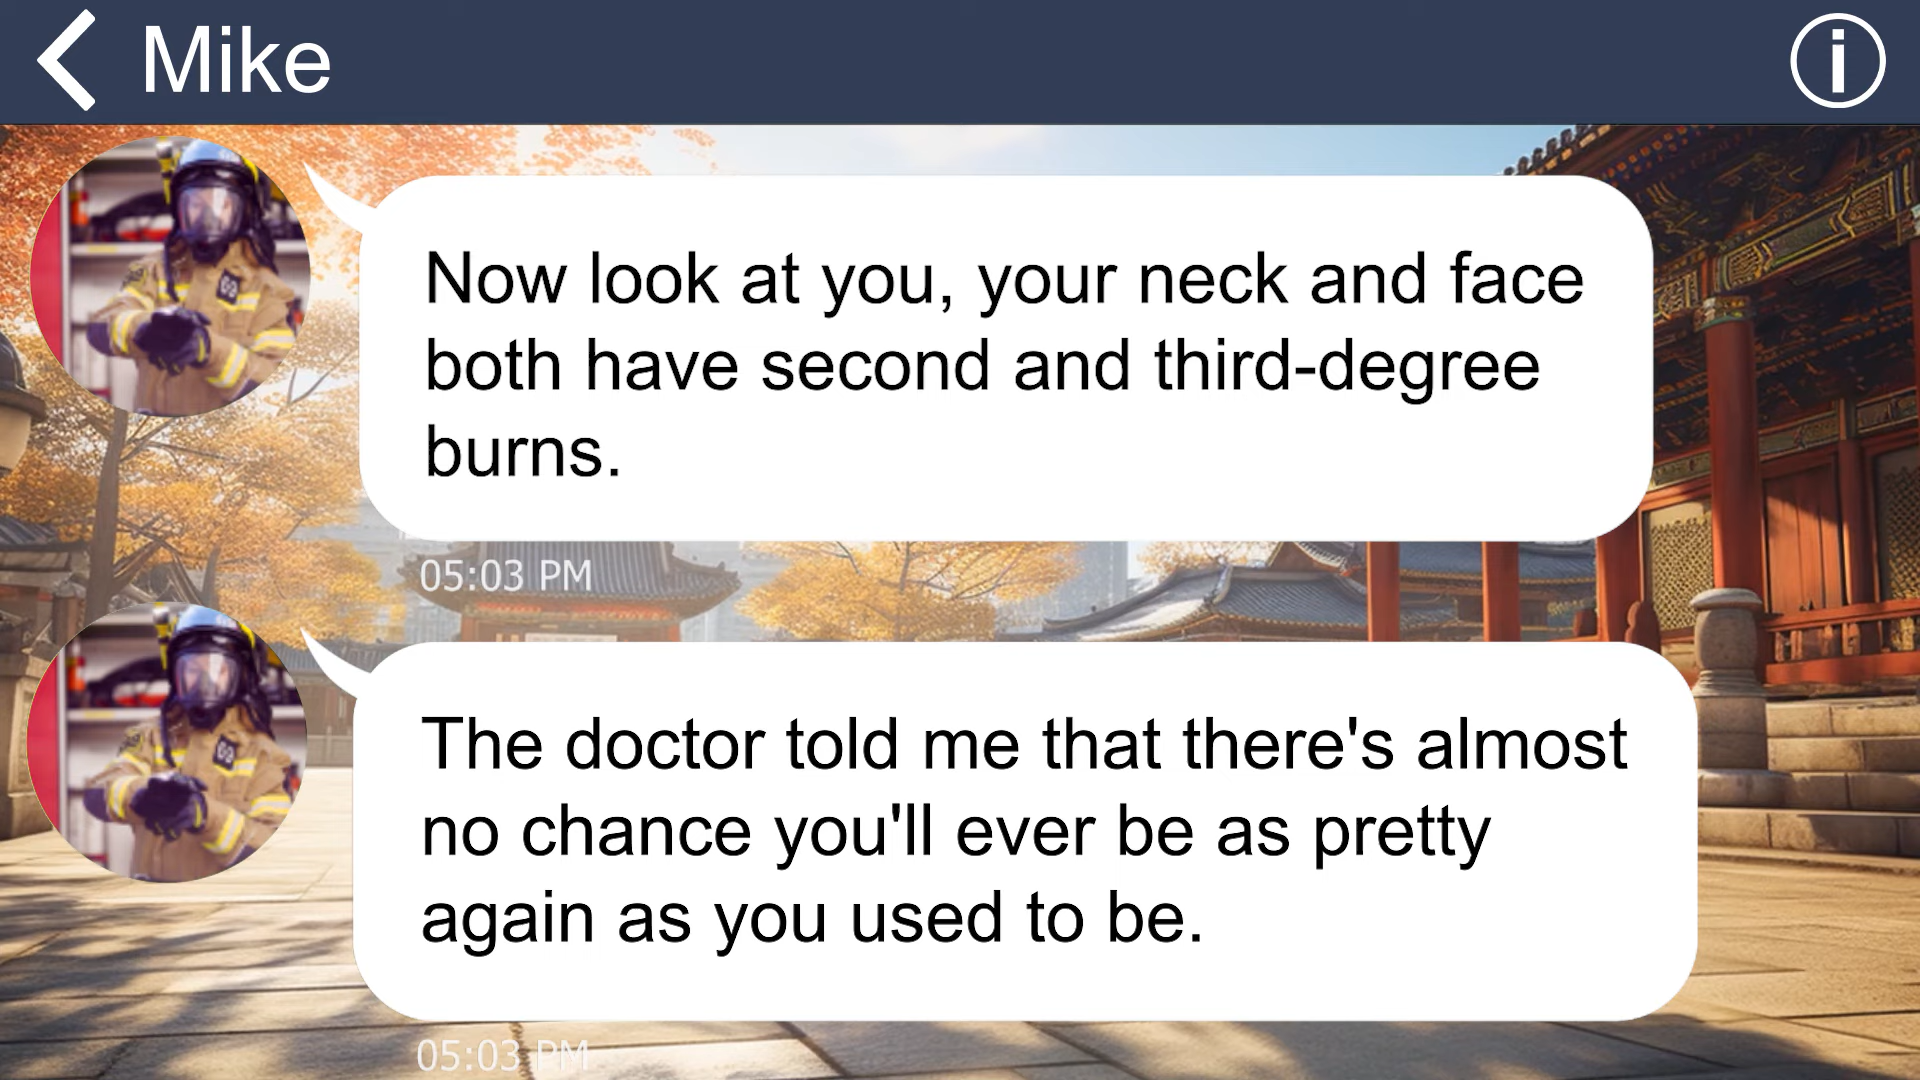 Mike
Now look at you, your neck and face
both have second and third-degree
burns.
05:03 PM
The doctor told me that there's almost
no chance you'll ever be as pretty
again as you used to be.
05:03 PM